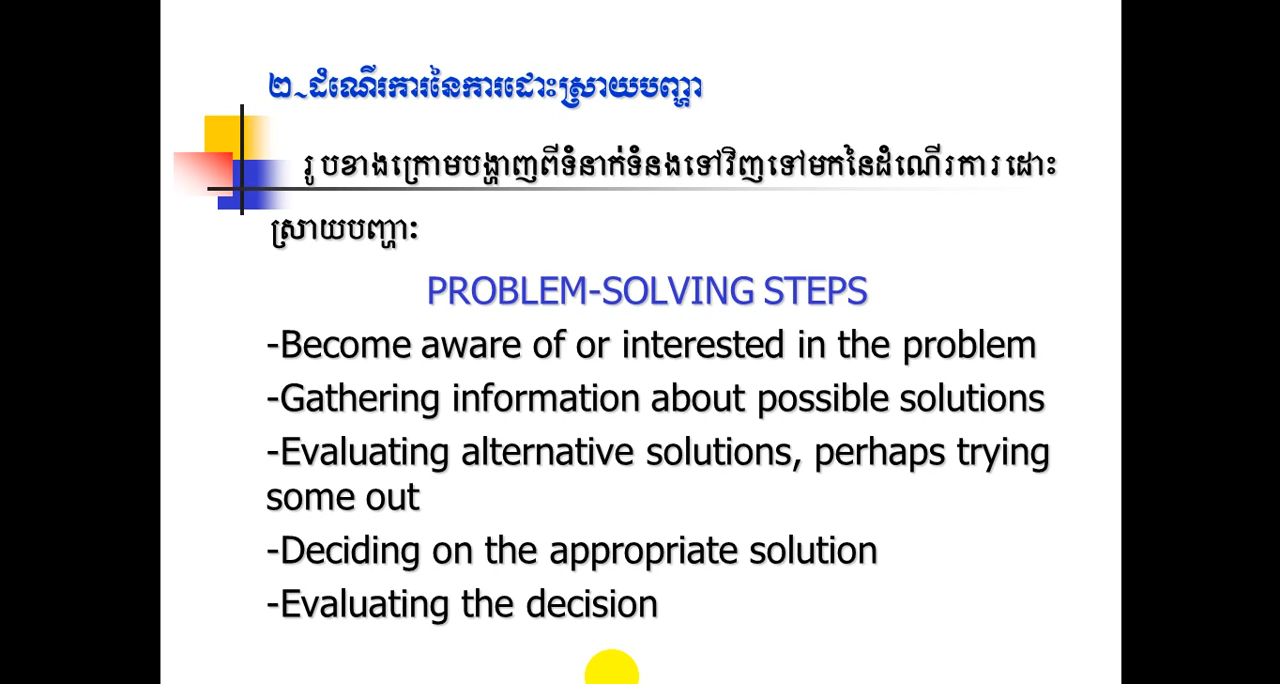 ២~ដំណើរការនៃការដោះស្រាយបញ្ហា
រូបខាងក្រោមបង្ហាញពីទំនាក់ទំនងទៅវិញទៅមកនៃដំណើរការ ដោះ
ស្រាយបញ្ហាៈ
PROBLEM-SOLVING STEPS
-Become aware of or interested in the problem
-Gathering information about possible solutions
-Evaluating alternative solutions, perhaps trying
some out
-Deciding on the appropriate solution
-Evaluating the decision